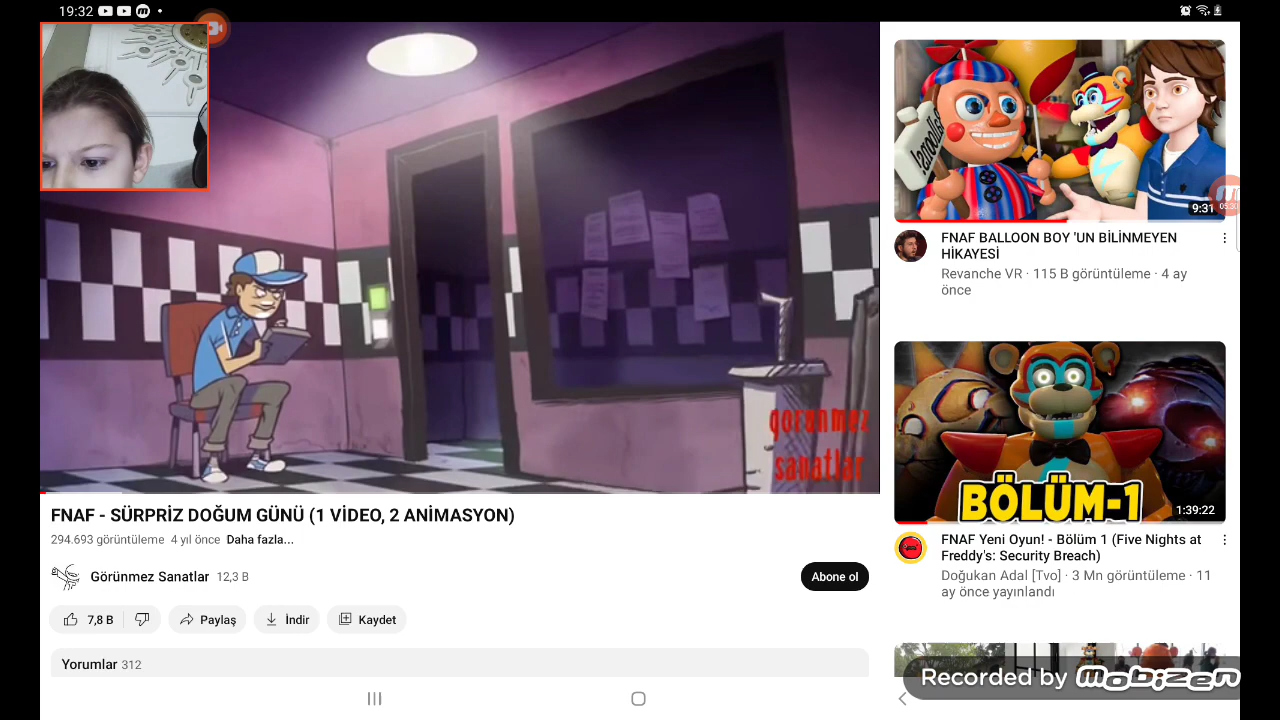 19:32
!aroolls
9:31
05:30
FNAF BALLOON BOY 'UN BİLİNMEYEN
HİKAYESİ
Revanche VR · 115 B görüntüleme · 4 ay
önce
goranmez
sanatlar
BÖLÜM-1
1:39:22
FNAF - SÜRPRİZ DOĞUM GÜNÜ (1 VİDEO, 2 ANİMASYON)
294.693 görüntüleme 4 yıl önce Daha fazla...
FNAF Yeni Oyun! - Bölüm 1 (Five Nights at
Freddy's: Security Breach)
Doğukan Adal [Tvo] · 3 Mn görüntüleme · 11
ay önce yayınlandı
Görünmez Sanatlar 12,3 B
Abone ol
7,8 B
Paylaş
İndir
Kaydet
Yorumlar 312
Recorded by mobizen